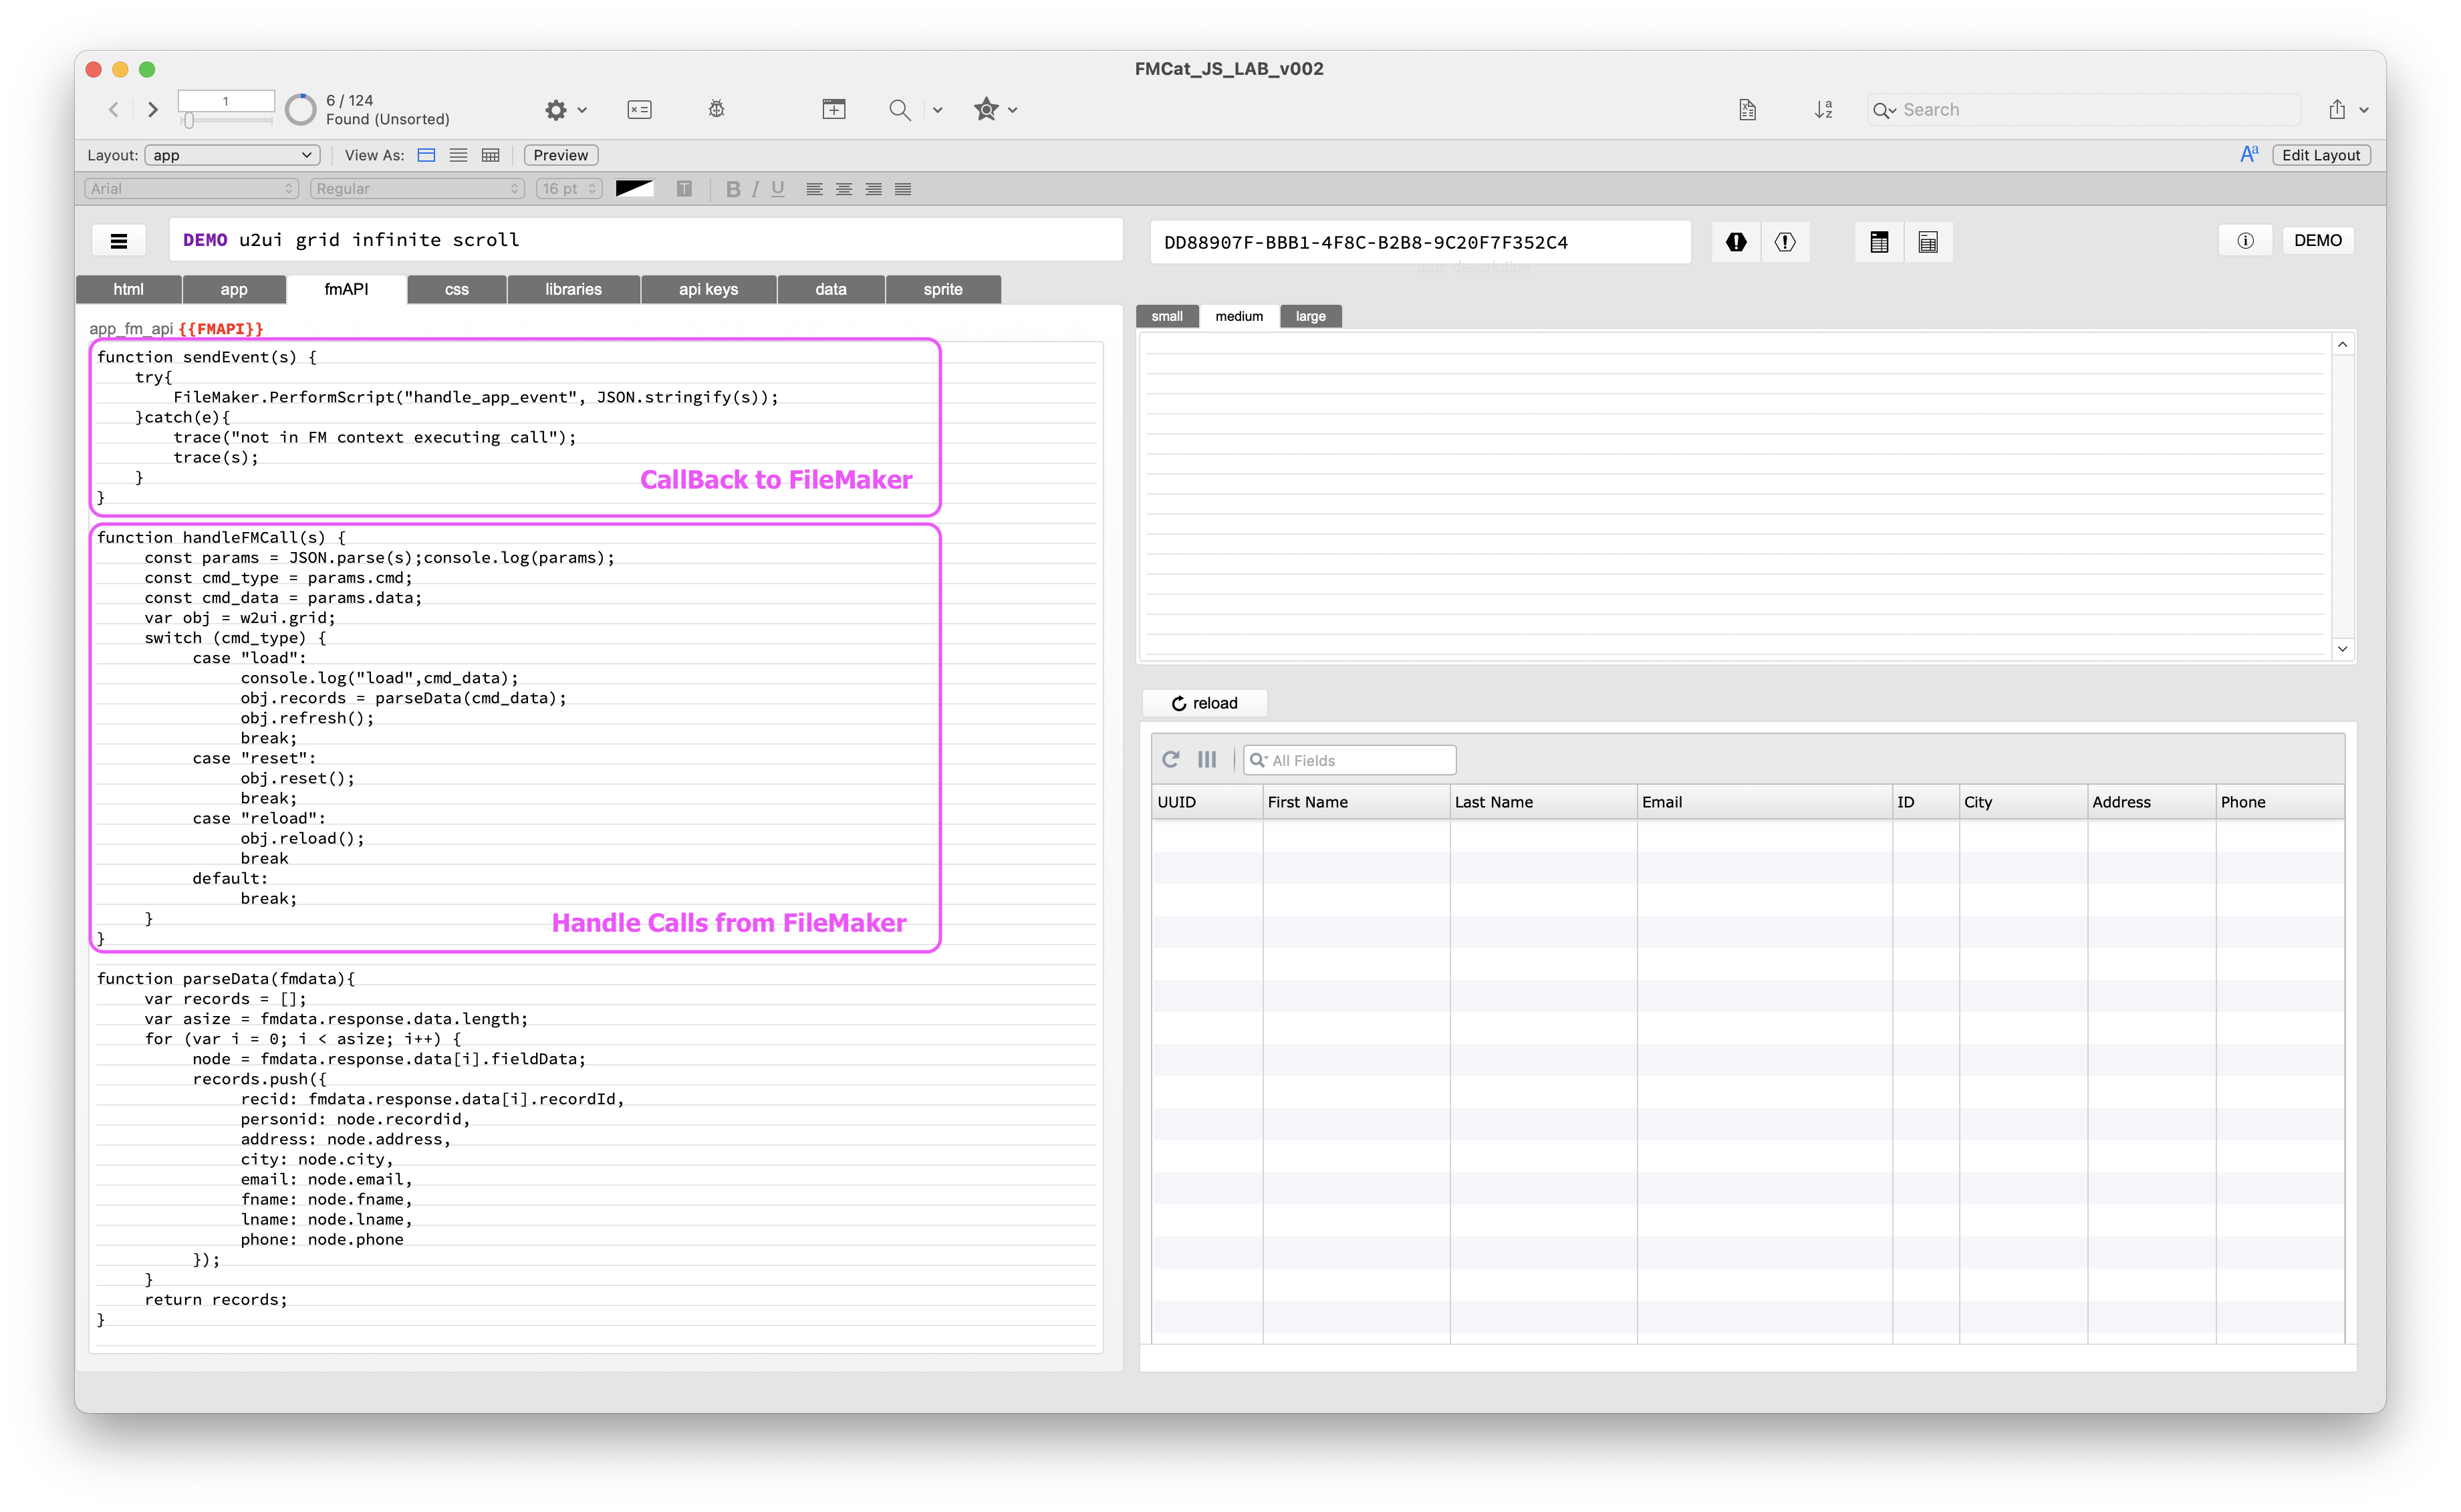 FMCat_JS_LAB_v002
1
6 / 124
Found (Unsorted)
Search
Layout: app View As: Preview
Edit Layout
Arial Regular 16 pt B I U
DEMO u2ui grid infinite scroll
DD88907F-BBB1-4F8C-B2B8-9C20F7F352C4
DEMO
app_description
html app fmAPI css libraries api keys data sprite
app_fm_api {{FMAPI}}
function sendEvent(s) {
try{
FileMaker.PerformScript("handle_app_event", JSON.stringify(s));
}catch(e){
trace("not in FM context executing call");
trace(s);
}
}
CallBack to FileMaker
function handleFMCall(s) {
const params = JSON.parse(s);console.log(params);
const cmd_type = params.cmd;
const cmd_data = params.data;
var obj = w2ui.grid;
switch (cmd_type) {
case "load":
console.log("load",cmd_data);
obj.records = parseData(cmd_data);
obj.refresh();
break;
case "reset":
obj.reset();
break;
case "reload":
obj.reload();
break
default:
break;
}
}
Handle Calls from FileMaker
function parseData(fmdata){
var records = [];
var asize = fmdata.response.data.length;
for (var i = 0; i < asize; i++) {
node = fmdata.response.data[i].fieldData;
records.push({
recid: fmdata.response.data[i].recordId,
personid: node.recordid,
address: node.address,
city: node.city,
email: node.email,
fname: node.fname,
lname: node.lname,
phone: node.phone
});
}
return records;
}
small medium large
reload
All Fields
UUID First Name Last Name Email ID City Address Phone